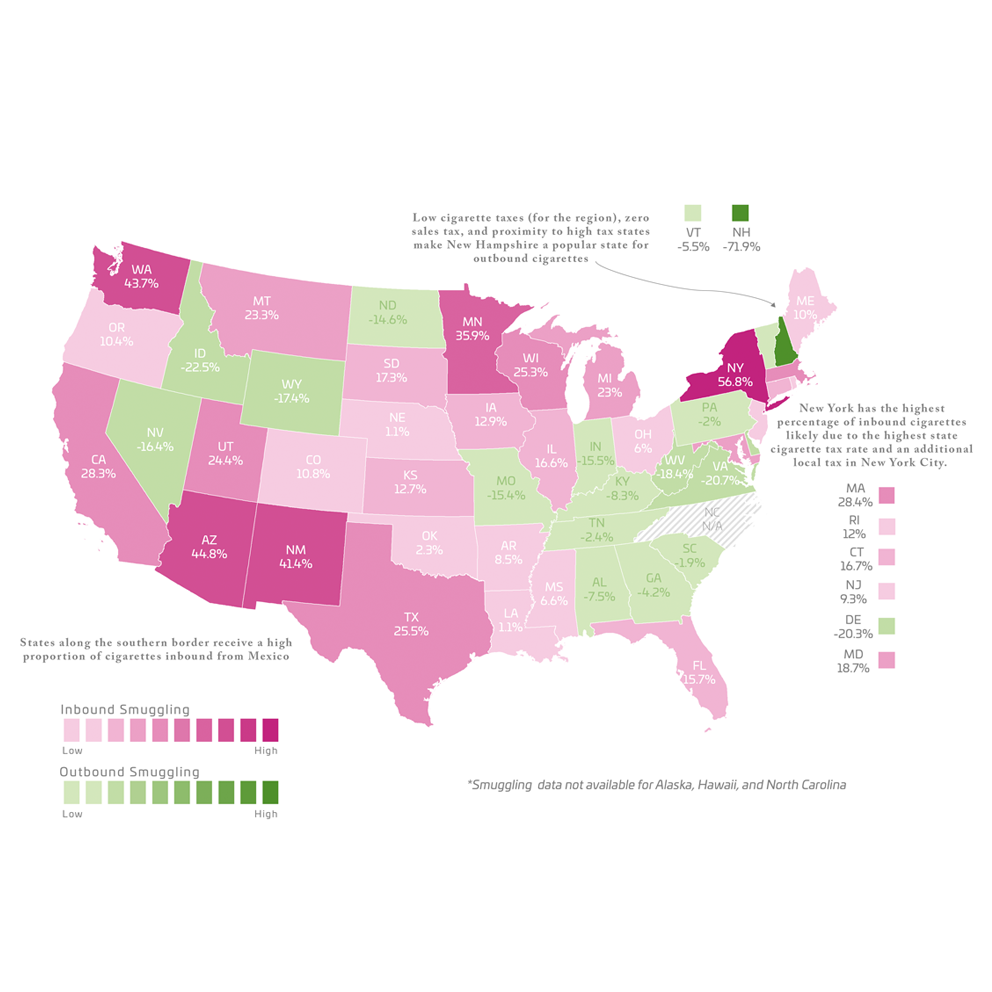 Low cigarette taxes (for the region), zero
sales tax, and proximity to high tax states
make New Hampshire a popular state for
outbound cigarettes
VT
-5.5%
NH
-71.9%
WA
43.7%
OR
10.4%
ID
-22.5%
MT
23.3%
ND
-14.6%
MN
35.9%
WI
25.3%
MI
23%
ME
10%
NY
56.8%
SD
17.3%
WY
-17.4%
NV
-16.4%
CA
28.3%
UT
24.4%
CO
10.8%
NE
1.1%
IA
12.9%
IL
16.6%
IN
-15.5%
OH
6%
PA
-2%
WV
-18.4%
VA
-20.7%
KY
-8.3%
KS
12.7%
MO
-15.4%
TN
-2.4%
NC
N/A
SC
-1.9%
AZ
44.8%
NM
41.4%
OK
2.3%
AR
8.5%
MS
6.6%
AL
-7.5%
GA
-4.2%
TX
25.5%
LA
1.1%
FL
15.7%
New York has the highest
percentage of inbound cigarettes
likely due to the highest state
cigarette tax rate and an additional
local tax in New York City.
MA
28.4%
RI
12%
CT
16.7%
NJ
9.3%
DE
-20.3%
MD
18.7%
States along the southern border receive a high
proportion of cigarettes inbound from Mexico
Inbound Smuggling
Low High
Outbound Smuggling
Low High
*Smuggling data not available for Alaska, Hawaii, and North Carolina